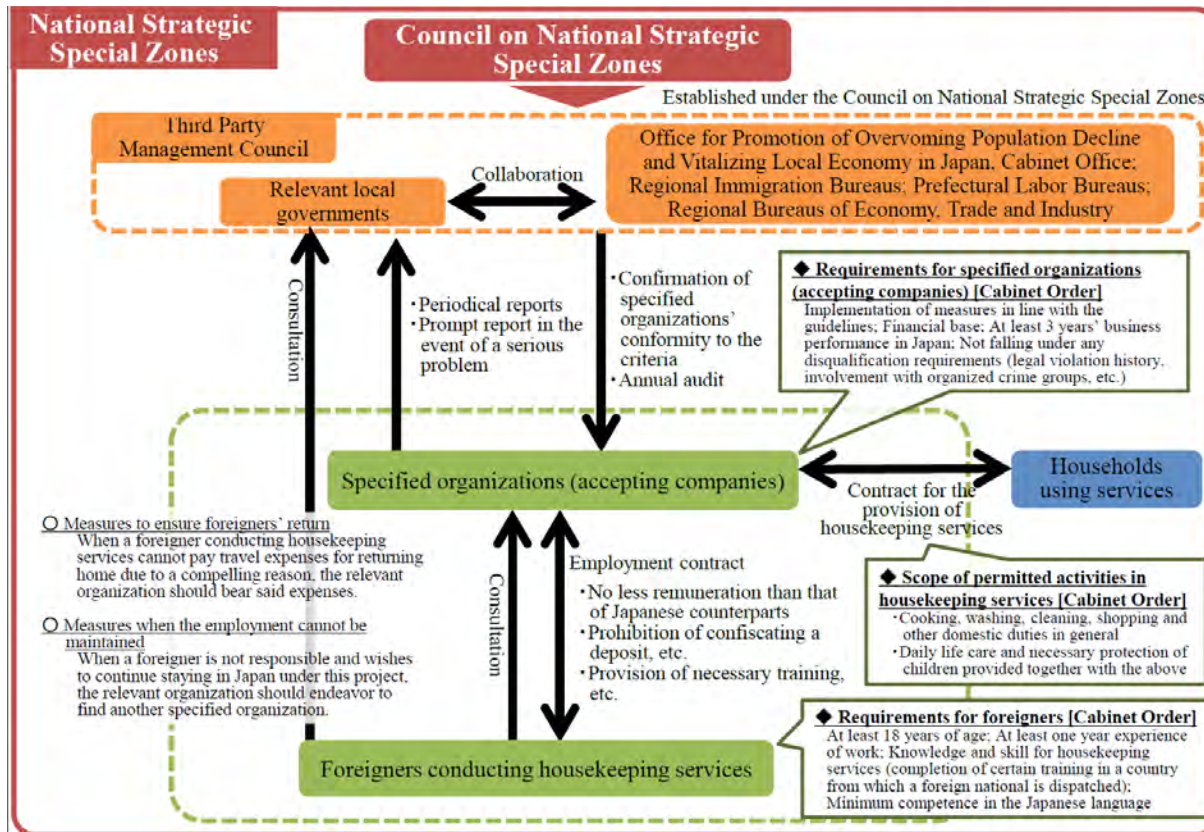 National Strategic
Special Zones
Council on National Strategic
Special Zones
Established under the Council on National Strategic Special Zones
Third Party
Management Council
Relevant local
governments
Collaboration
Office for Promotion of Overvoming Population Decline
and Vitalizing Local Economy in Japan, Cabinet Office;
Regional Immigration Bureaus; Prefectural Labor Bureaus;
Regional Bureaus of Economy, Trade and Industry
Consultation
・Periodical reports
・Prompt report in the
event of a serious
problem
・Confirmation of
specified
organizations'
conformity to the
criteria
・Annual audit
◆ Requirements for specified organizations
(accepting companies) [Cabinet Order]
Implementation of measures in line with the
guidelines; Financial base; At least 3 years' business
performance in Japan; Not falling under any
disqualification requirements (legal violation history,
involvement with organized crime groups, etc.)
Specified organizations (accepting companies)
Contract for the
provision of
housekeeping services
Households
using services
○ Measures to ensure foreigners' return
When a foreigner conducting housekeeping
services cannot pay travel expenses for returning
home due to a compelling reason, the relevant
organization should bear said expenses.
○ Measures when the employment cannot be
maintained
When a foreigner is not responsible and wishes
to continue staying in Japan under this project,
the relevant organization should endeavor to
find another specified organization.
Consultation
Employment contract
・No less remuneration than that
of Japanese counterparts
・Prohibition of confiscating a
deposit, etc.
・Provision of necessary training,
etc.
◆ Scope of permitted activities in
housekeeping services [Cabinet Order]
・Cooking, washing, cleaning, shopping and
other domestic duties in general
・Daily life care and necessary protection of
children provided together with the above
Foreigners conducting housekeeping services
◆ Requirements for foreigners [Cabinet Order]
At least 18 years of age; At least one year experience
of work; Knowledge and skill for housekeeping
services (completion of certain training in a country
from which a foreign national is dispatched);
Minimum competence in the Japanese language